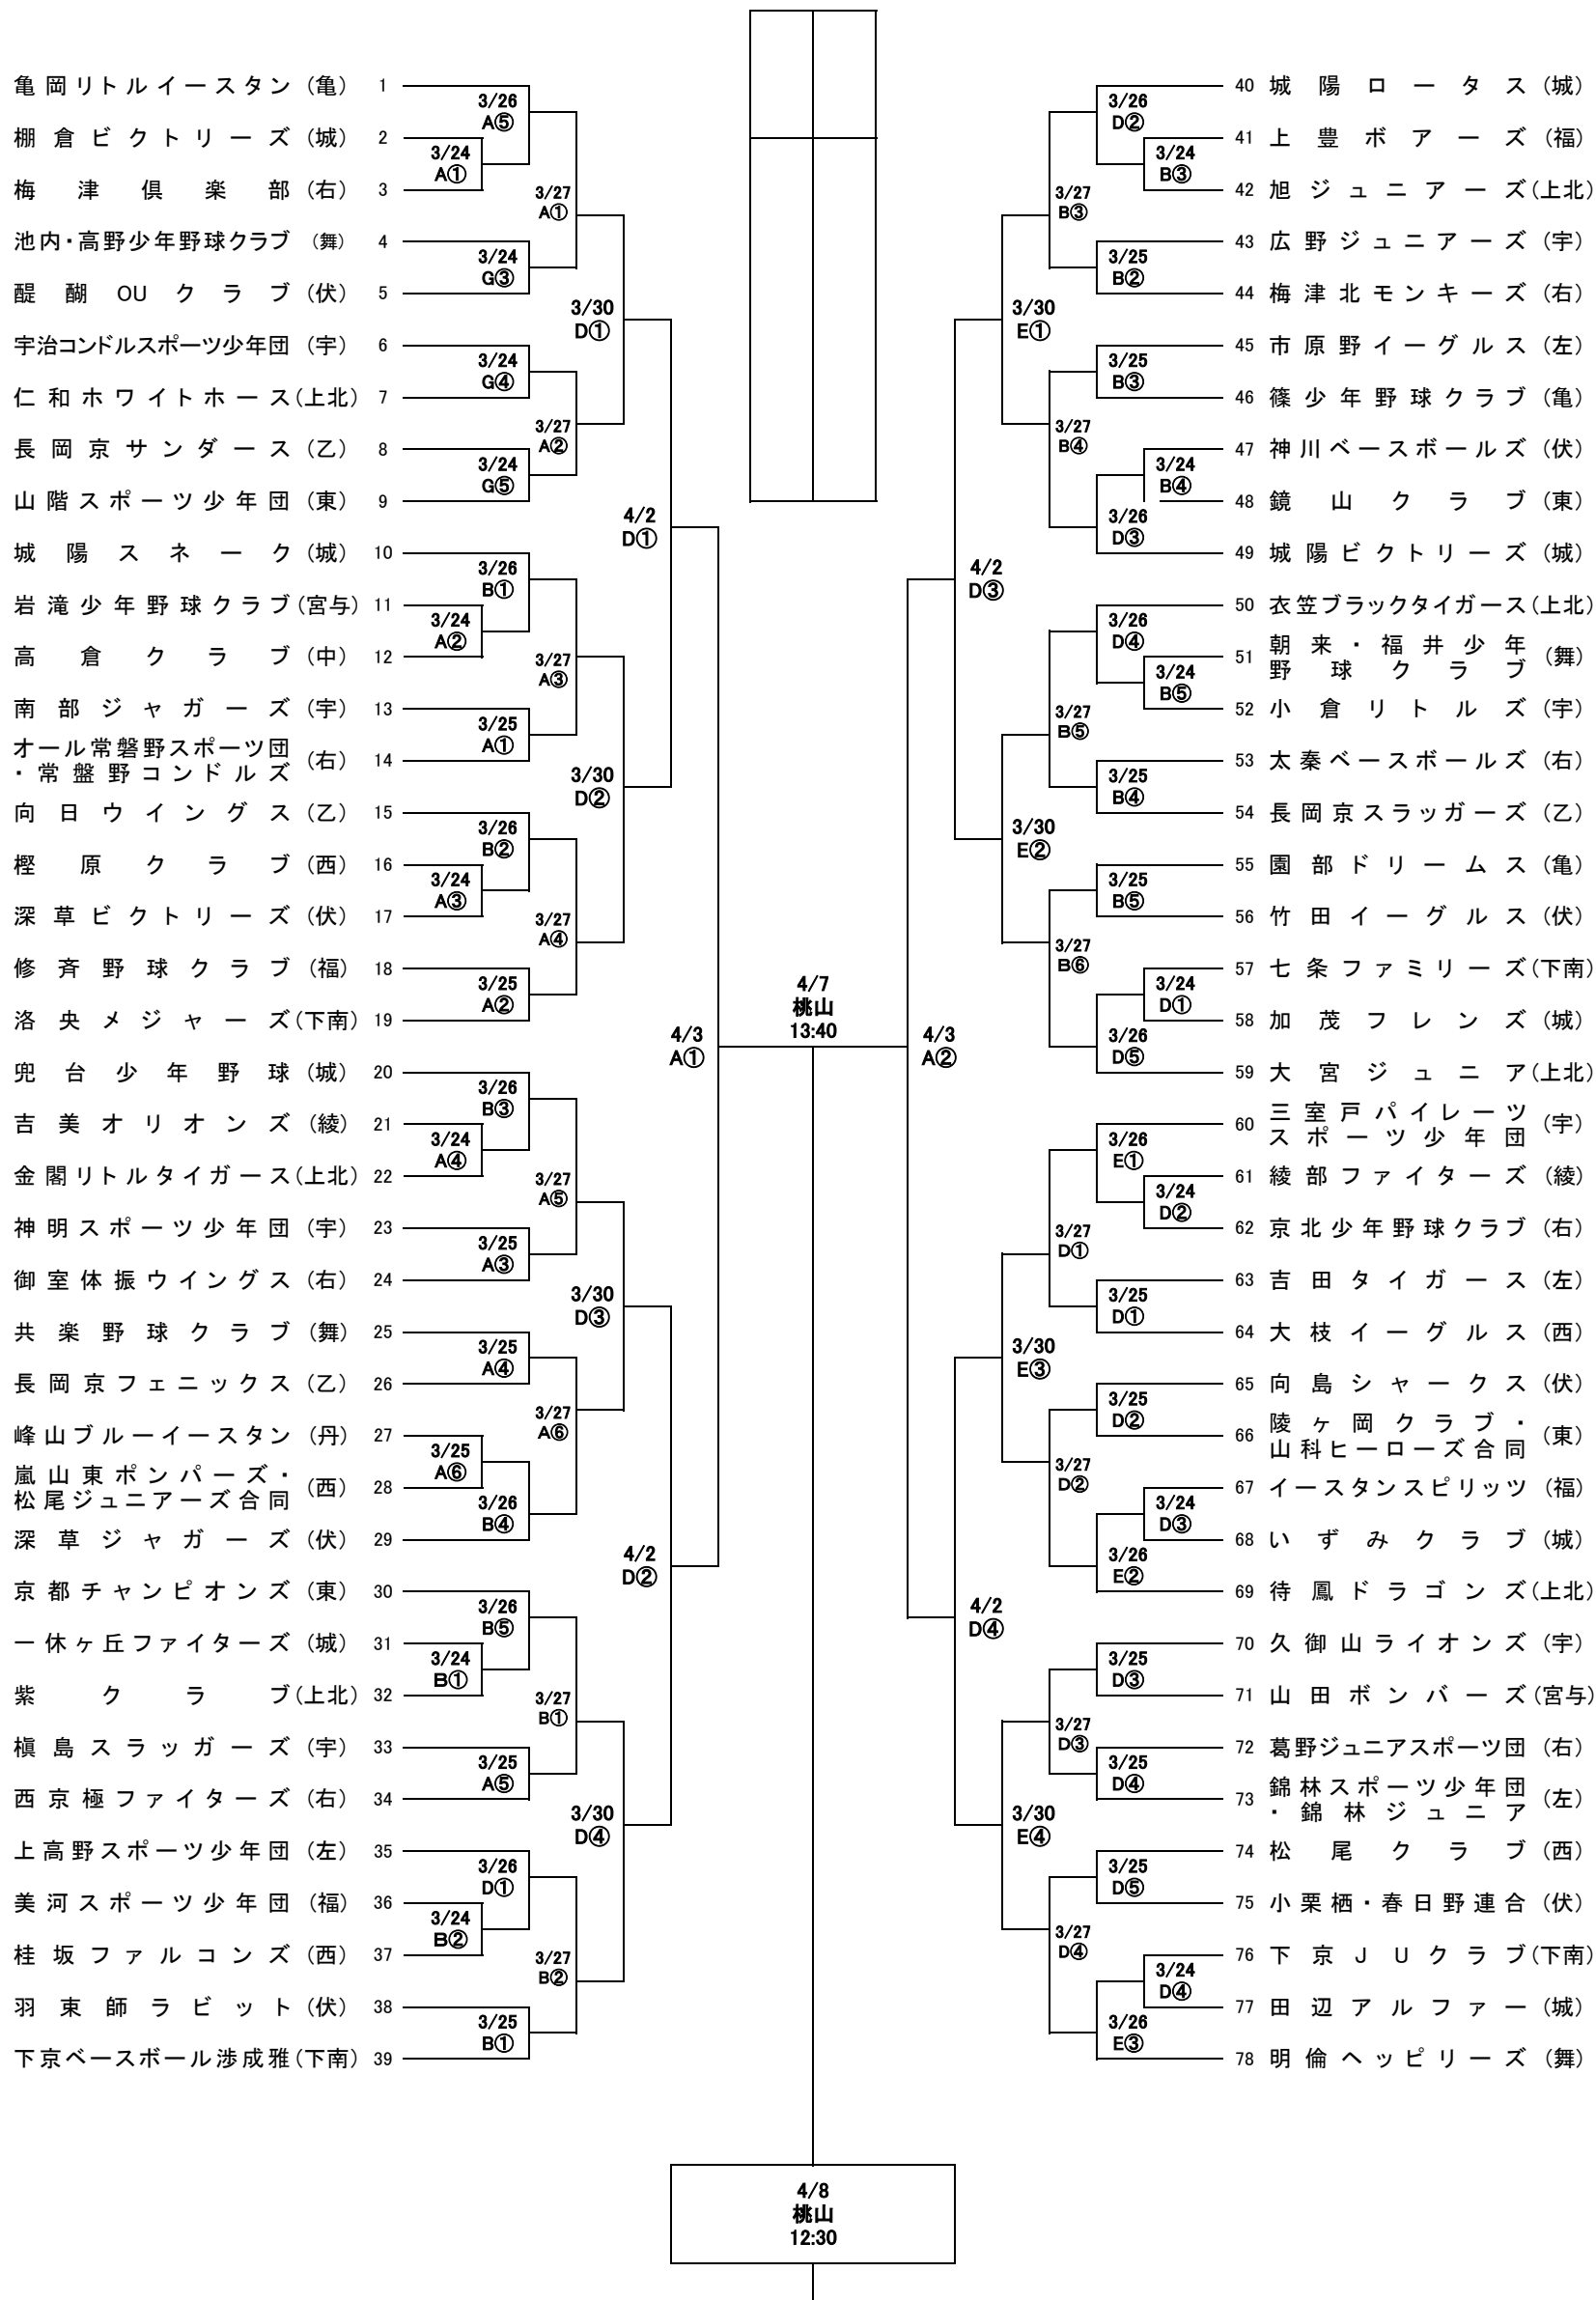 亀岡リトルイースタン (亀) 1
棚倉ビクトリーズ (城) 2
梅津倶楽部 (右) 3
池内・高野少年野球クラブ (舞) 4
醍醐OUクラブ (伏) 5
宇治コンドルスポーツ少年団 (宇) 6
仁和ホワイトホース (上北) 7
長岡京サンダース (乙) 8
山階スポーツ少年団 (東) 9
城陽スネーク (城) 10
岩滝少年野球クラブ (宮与) 11
高倉クラブ (中) 12
南部ジャガーズ (宇) 13
オール常磐野スポーツ団
・常盤野コンドルズ (右) 14
向日ウイングス (乙) 15
樫原クラブ (西) 16
深草ビクトリーズ (伏) 17
修斉野球クラブ (福) 18
洛央メジャーズ (下南) 19
兜台少年野球 (城) 20
吉美オリオンズ (綾) 21
金閣リトルタイガース (上北) 22
神明スポーツ少年団 (宇) 23
御室体振ウイングス (右) 24
共楽野球クラブ (舞) 25
長岡京フェニックス (乙) 26
峰山ブルーイースタン (丹) 27
嵐山東ポンパーズ・
松尾ジュニアーズ合同 (西) 28
深草ジャガーズ (伏) 29
京都チャンピオンズ (東) 30
一休ヶ丘ファイターズ (城) 31
紫クラブ (上北) 32
槇島スラッガーズ (宇) 33
西京極ファイターズ (右) 34
上高野スポーツ少年団 (左) 35
美河スポーツ少年団 (福) 36
桂坂ファルコンズ (西) 37
羽束師ラビット (伏) 38
下京ベースボール渉成雅 (下南) 39
3/26
A⑤
3/24
A①
3/24
G③
3/24
G④
3/24
G⑤
3/26
B①
3/24
A②
3/25
A①
3/26
B②
3/24
A③
3/25
A②
3/26
B③
3/24
A④
3/25
A③
3/25
A④
3/25
A⑥
3/26
B④
3/26
B⑤
3/24
B①
3/25
A⑤
3/26
D①
3/24
B②
3/25
B①
3/27
A①
3/27
A②
3/27
A③
3/27
A④
3/27
A⑤
3/27
A⑥
3/27
B①
3/27
B②
3/30
D①
3/30
D②
3/30
D③
3/30
D④
4/2
D①
4/2
D②
4/3
A①
4/7
桃山
13:40
4/3
A②
4/2
D③
4/2
D④
3/30
E①
3/30
E②
3/30
E③
3/30
E④
3/27
B③
3/27
B④
3/27
B⑤
3/27
B⑥
3/27
D①
3/27
D②
3/27
D③
3/27
D④
3/26
D②
3/24
B③
3/25
B②
3/25
B③
3/24
B④
3/26
D③
3/26
D④
3/24
B⑤
3/25
B④
3/25
B⑤
3/24
D①
3/26
D⑤
3/26
E①
3/24
D②
3/25
D①
3/25
D②
3/24
D③
3/26
E②
3/25
D③
3/25
D④
3/25
D⑤
3/24
D④
3/26
E③
40 城陽ロータス (城)
41 上豊ボアーズ (福)
42 旭ジュニアーズ (上北)
43 広野ジュニアーズ (宇)
44 梅津北モンキーズ (右)
45 市原野イーグルス (左)
46 篠少年野球クラブ (亀)
47 神川ベースボールズ (伏)
48 鏡山クラブ (東)
49 城陽ビクトリーズ (城)
50 衣笠ブラックタイガース (上北)
51 朝来・福井少年
野球クラブ (舞)
52 小倉リトルズ (宇)
53 太秦ベースボールズ (右)
54 長岡京スラッガーズ (乙)
55 園部ドリームス (亀)
56 竹田イーグルス (伏)
57 七条ファミリーズ (下南)
58 加茂フレンズ (城)
59 大宮ジュニア (上北)
60 三室戸パイレーツ
スポーツ少年団 (宇)
61 綾部ファイターズ (綾)
62 京北少年野球クラブ (右)
63 吉田タイガース (左)
64 大枝イーグルス (西)
65 向島シャークス (伏)
66 陵ヶ岡クラブ・
山科ヒーローズ合同 (東)
67 イースタンスピリッツ (福)
68 いずみクラブ (城)
69 待鳳ドラゴンズ (上北)
70 久御山ライオンズ (宇)
71 山田ボンバーズ (宮与)
72 葛野ジュニアスポーツ団 (右)
73 錦林スポーツ少年団
・錦林ジュニア (左)
74 松尾クラブ (西)
75 小栗栖・春日野連合 (伏)
76 下京JUクラブ (下南)
77 田辺アルファー (城)
78 明倫ヘッピリーズ (舞)
4/8
桃山
12:30